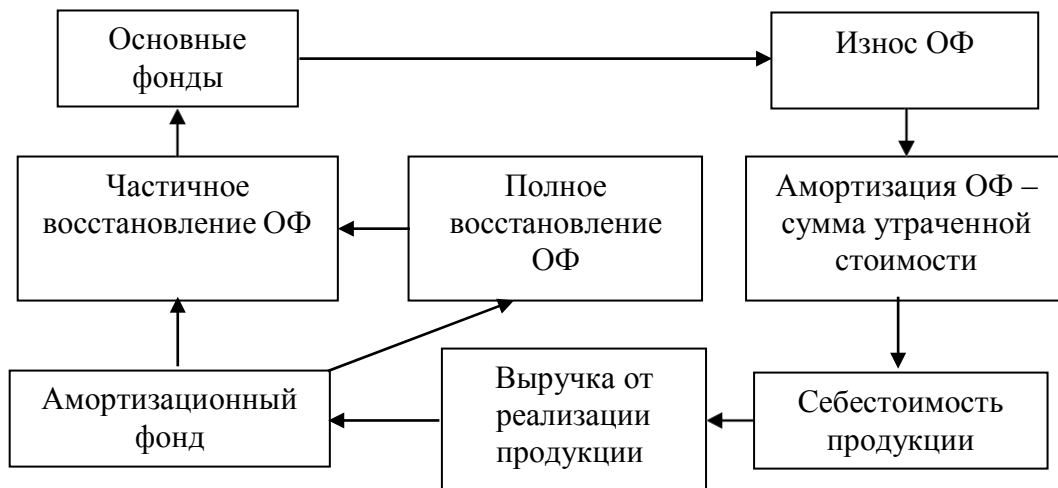 Основные
фонды
Износ ОФ
Частичное
восстановление ОФ
Полное
восстановление
ОФ
Амортизация ОФ –
сумма утраченной
стоимости
Амортизационный
фонд
Выручка от
реализации
продукции
Себестоимость
продукции